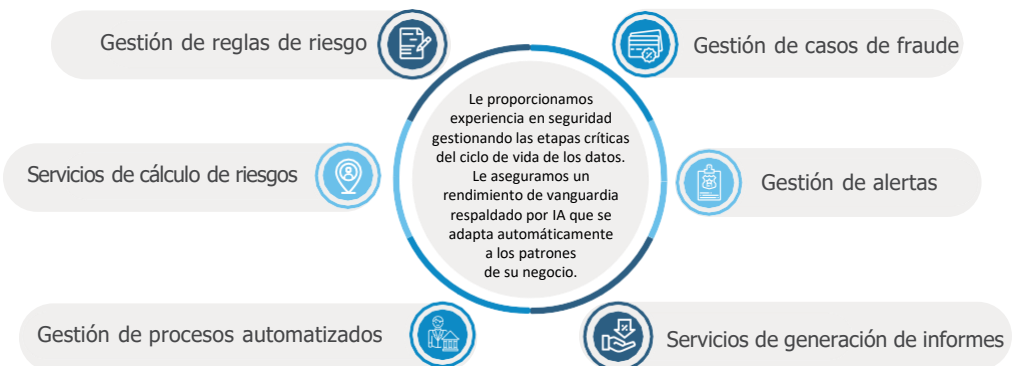 Gestión de reglas de riesgo
Gestión de casos de fraude
Le proporcionamos
experiencia en seguridad
gestionando las etapas críticas
del ciclo de vida de los datos.
Le aseguramos un
rendimiento de vanguardia
respaldado por IA que se
adapta automáticamente
a los patrones
de su negocio.
Servicios de cálculo de riesgos
Gestión de alertas
Gestión de procesos automatizados
Servicios de generación de informes